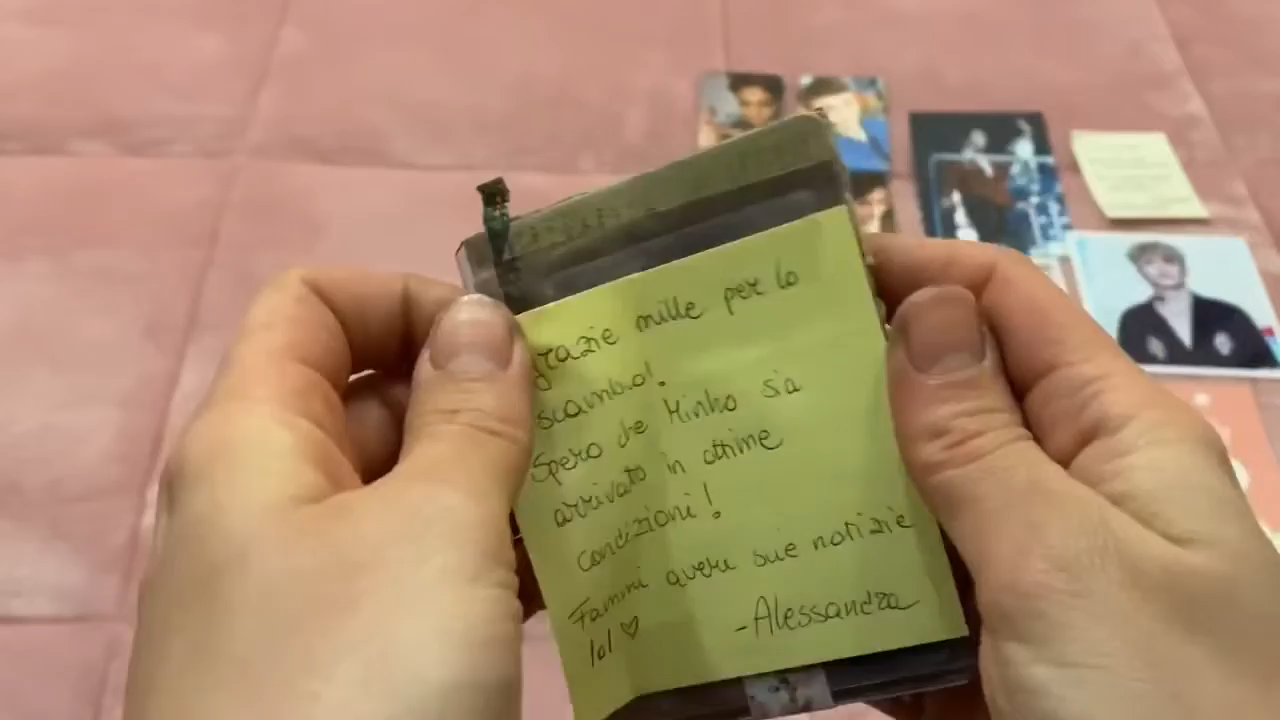 grazie mille per lo
scambio!
Spero che Minho sia
arrivato in ottime
condizioni!
Fammi avere sue notizie
lol ♡
-Alessandra